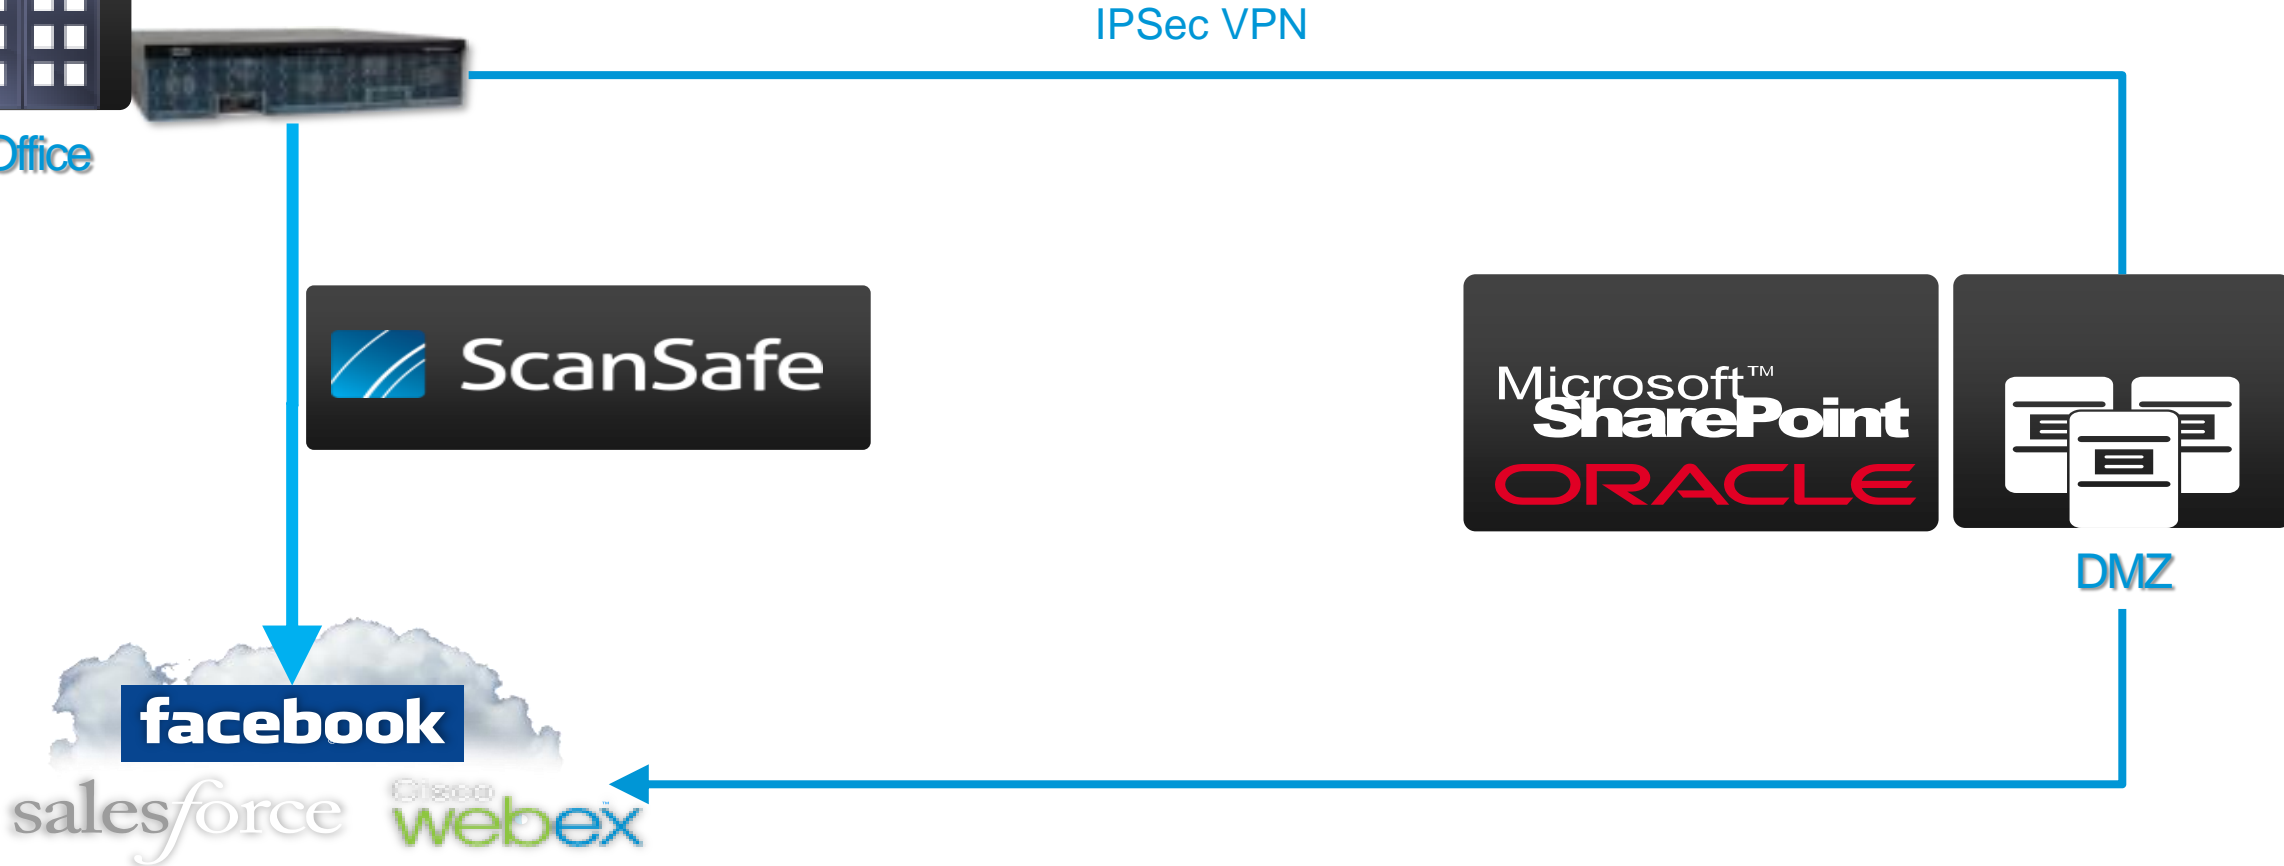 IPSec VPN
Office
ScanSafe
Microsoft™
SharePoint
ORACLE
DMZ
facebook
salesforce
Cisco
webex